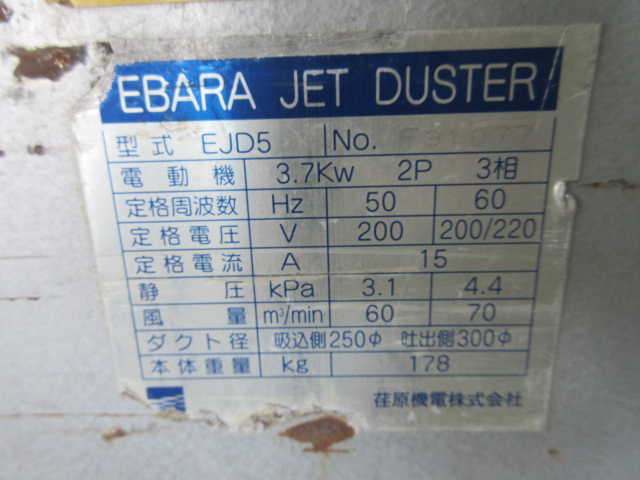 EBARA JET DUSTER
型式 EJD5 No.
電動機 3.7Kw 2P 3相
定格周波数 Hz 50 60
定格電圧 V 200 200/220
定格電流 A 15
静圧 kPa 3.1 4.4
風量 m³/min 60 70
ダクト径 吸込側250φ 吐出側300φ
本体重量 kg 178
荏原機電株式会社